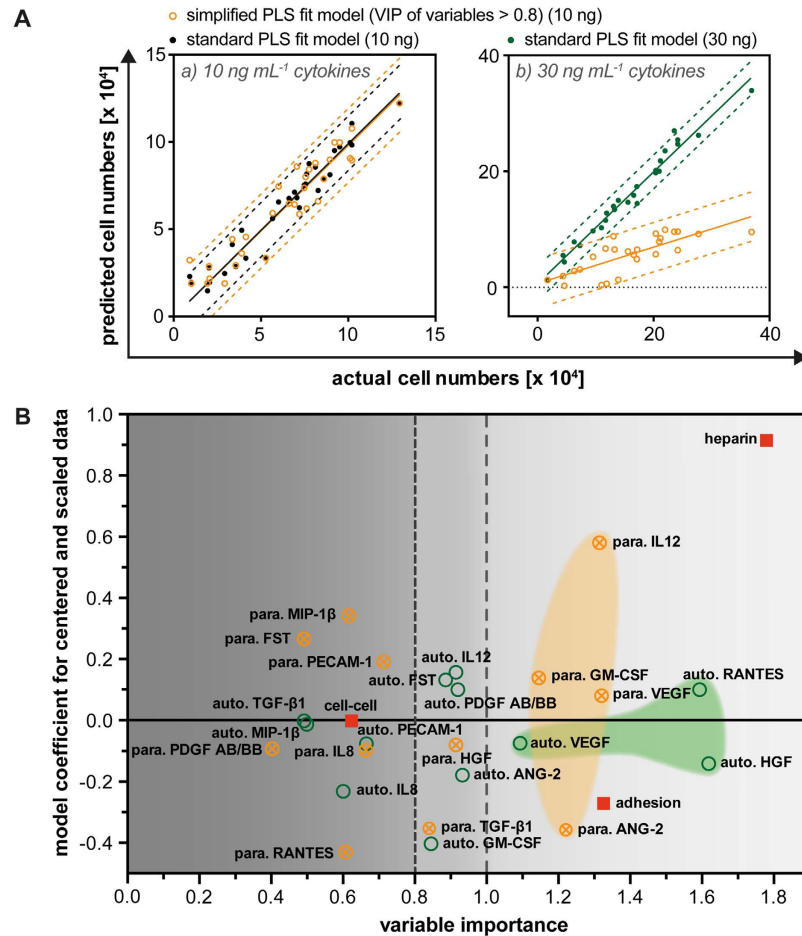 A
simplified PLS fit model (VIP of variables > 0.8) (10 ng)
standard PLS fit model (10 ng)
standard PLS fit model (30 ng)
a) 10 ng mL⁻¹ cytokines
b) 30 ng mL⁻¹ cytokines
predicted cell numbers [x 10⁴]
15
10
5
0
0
5
10
15
40
20
0
0
20
40
actual cell numbers [x 10⁴]
B
model coefficient for centered and scaled data
1.0
0.8
0.6
0.4
0.2
0.0
-0.2
-0.4
heparin
para. IL12
para. MIP-1β
para. FST
para. PECAM-1
auto. IL12
auto. FST
para. GM-CSF
auto. RANTES
auto. TGF-β1
cell-cell
auto. PDGF AB/BB
para. VEGF
auto. MIP-1β
auto. PECAM-1
para. PDGF AB/BB
para. IL8
para. HGF
auto. VEGF
auto. HGF
auto. ANG-2
auto. IL8
adhesion
para. TGF-β1
para. ANG-2
auto. GM-CSF
para. RANTES
0.0
0.2
0.4
0.6
0.8
1.0
1.2
1.4
1.6
1.8
variable importance